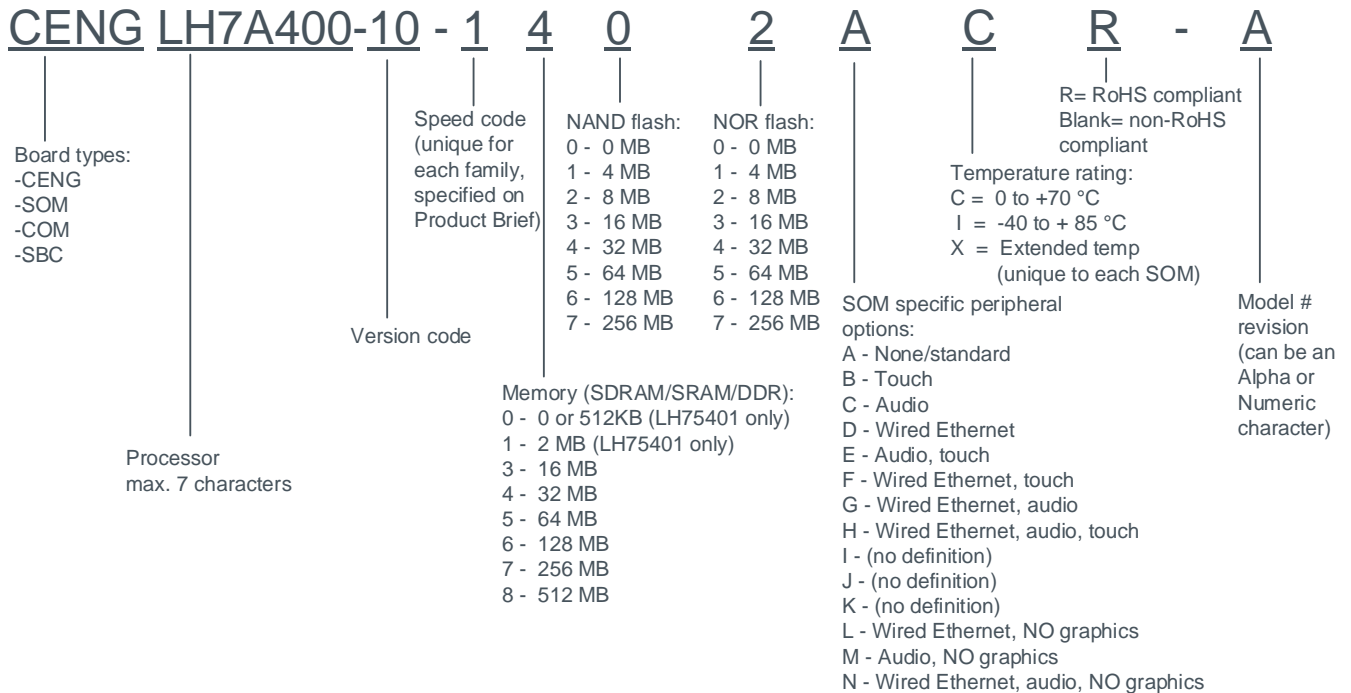 CENG LH7A400-10 - 1 4 0 2 A C R - A
Board types:
-CENG
-SOM
-COM
-SBC
Processor
max. 7 characters
Version code
Speed code
(unique for
each family,
specified on
Product Brief)
Memory (SDRAM/SRAM/DDR):
0 - 0 or 512KB (LH75401 only)
1 - 2 MB (LH75401 only)
3 - 16 MB
4 - 32 MB
5 - 64 MB
6 - 128 MB
7 - 256 MB
8 - 512 MB
NAND flash:
0 - 0 MB
1 - 4 MB
2 - 8 MB
3 - 16 MB
4 - 32 MB
5 - 64 MB
6 - 128 MB
7 - 256 MB
NOR flash:
0 - 0 MB
1 - 4 MB
2 - 8 MB
3 - 16 MB
4 - 32 MB
5 - 64 MB
6 - 128 MB
7 - 256 MB
SOM specific peripheral
options:
A - None/standard
B - Touch
C - Audio
D - Wired Ethernet
E - Audio, touch
F - Wired Ethernet, touch
G - Wired Ethernet, audio
H - Wired Ethernet, audio, touch
I - (no definition)
J - (no definition)
K - (no definition)
L - Wired Ethernet, NO graphics
M - Audio, NO graphics
N - Wired Ethernet, audio, NO graphics
Temperature rating:
C = 0 to +70 °C
I = -40 to + 85 °C
X = Extended temp
(unique to each SOM)
R= RoHS compliant
Blank= non-RoHS
compliant
Model #
revision
(can be an
Alpha or
Numeric
character)